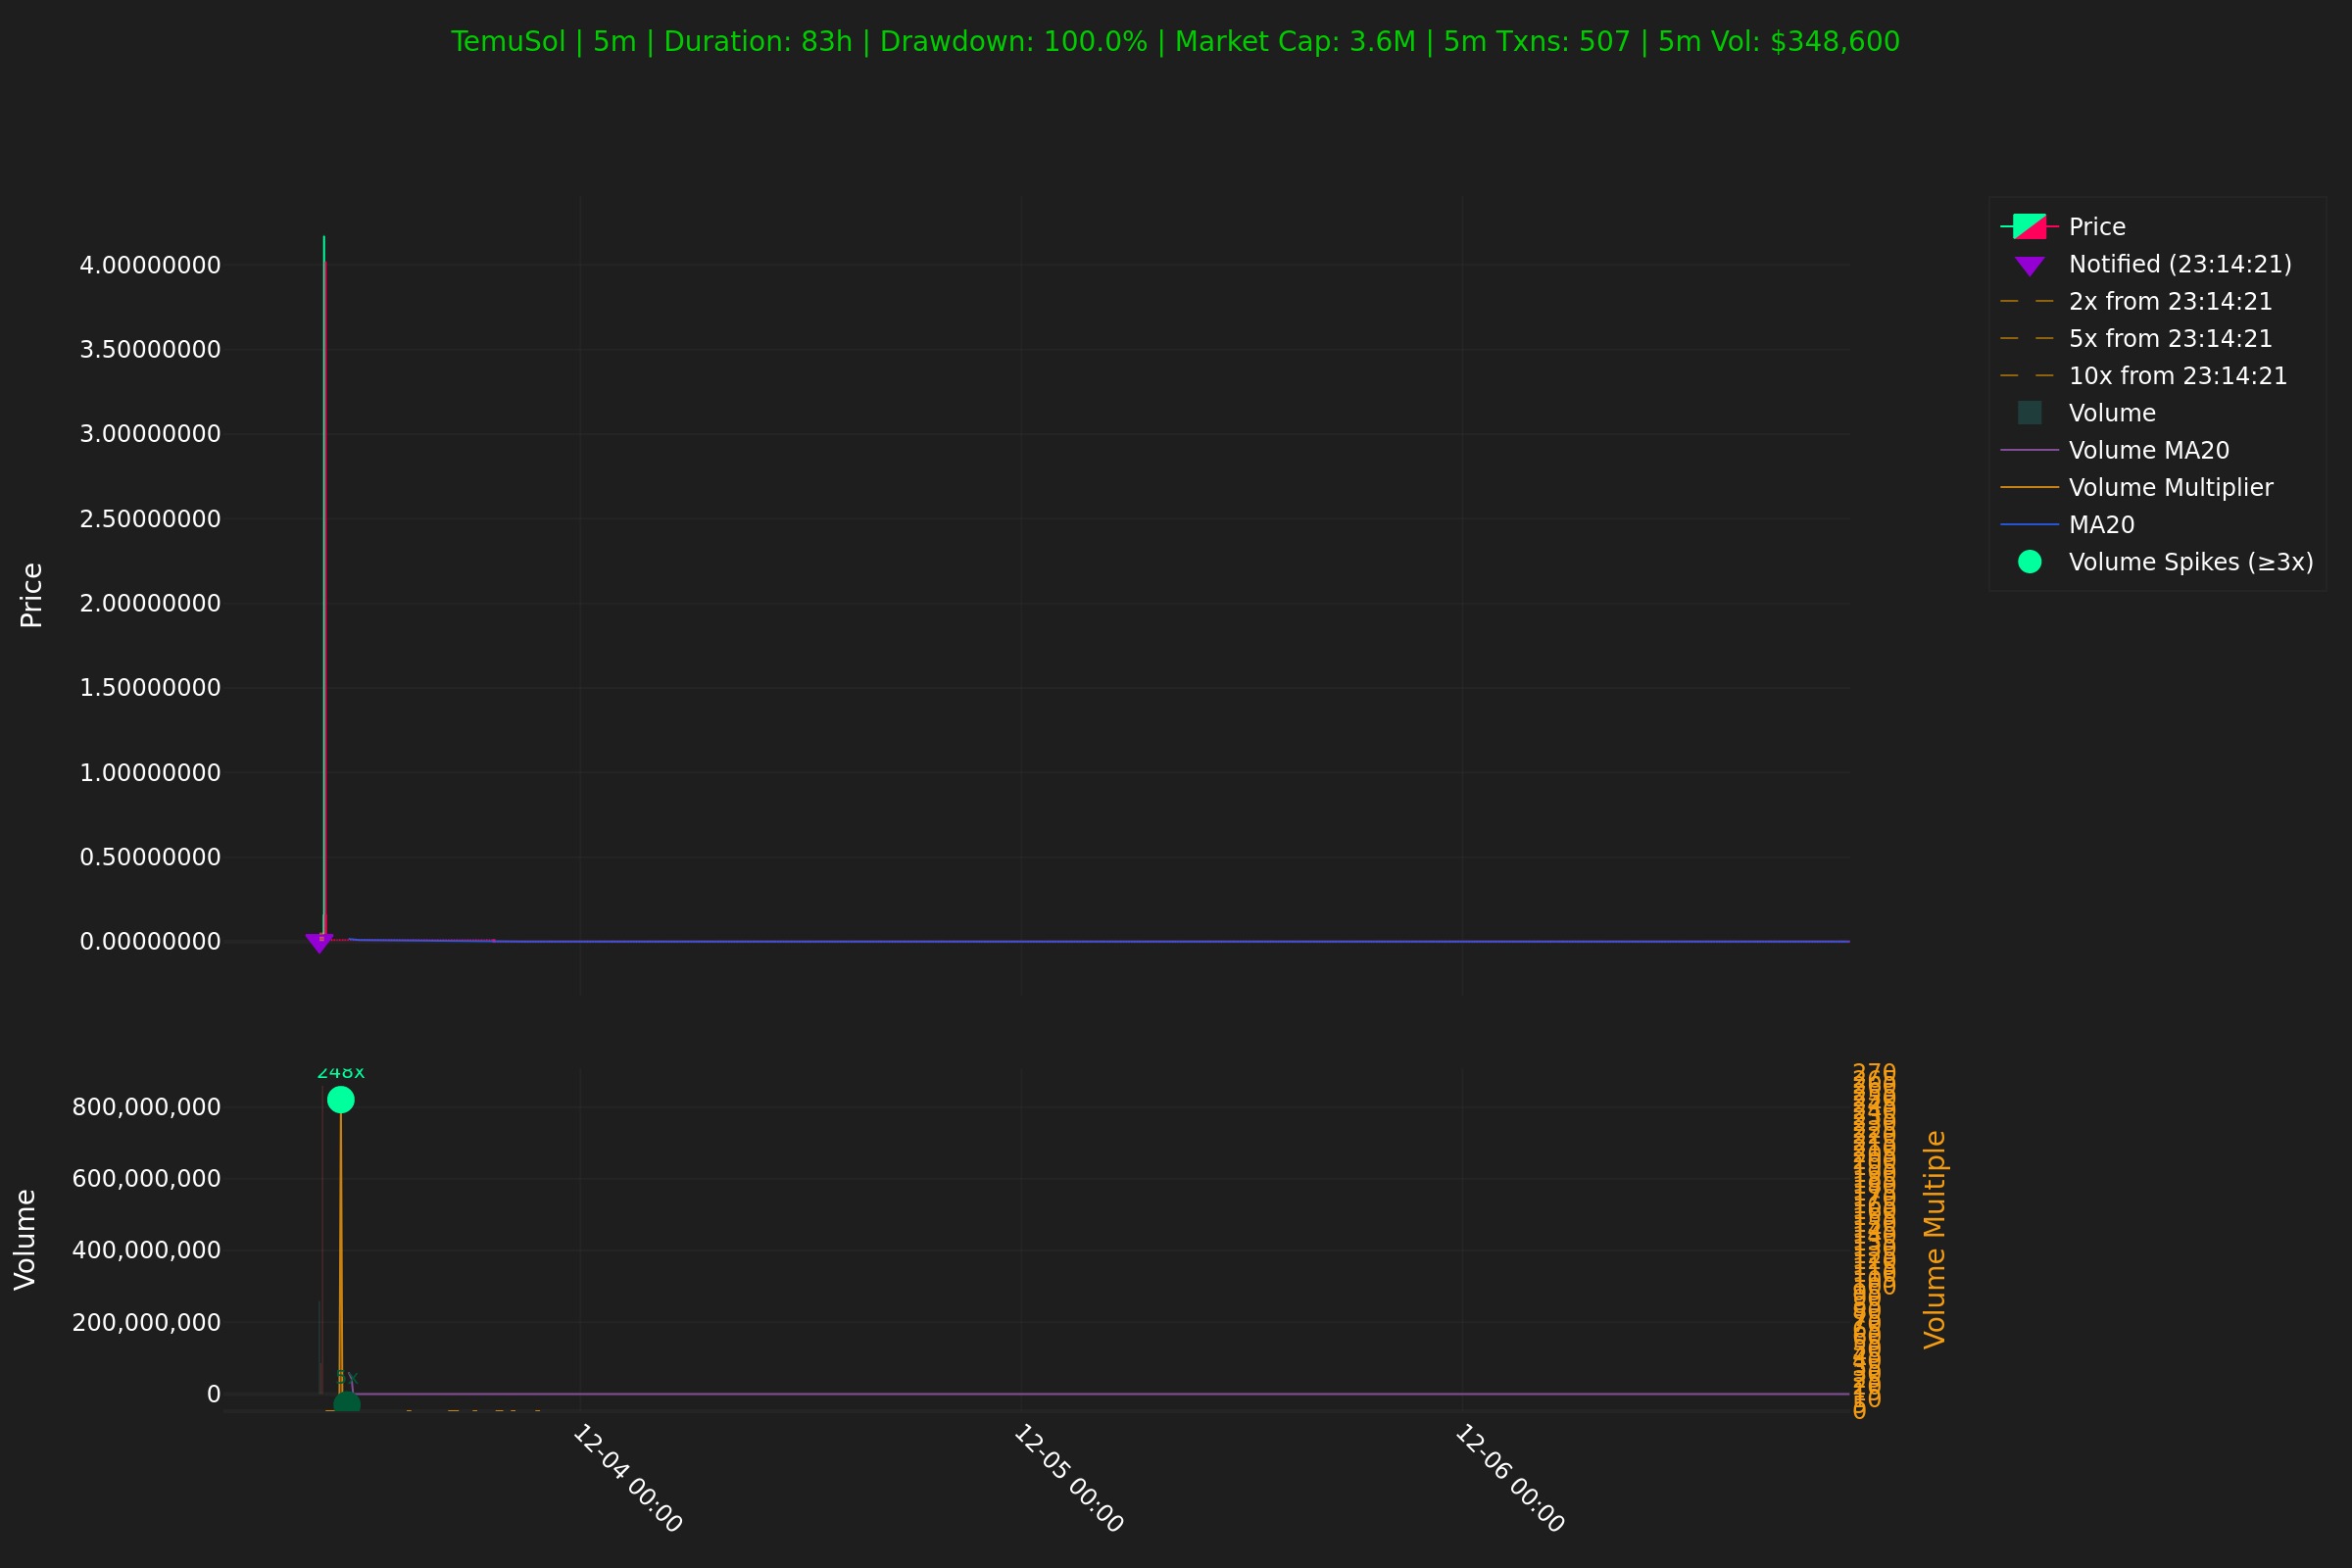 TemuSol | 5m | Duration: 83h | Drawdown: 100.0% | Market Cap: 3.6M | 5m Txns: 507 | 5m Vol: $348,600
Price
4.00000000
3.50000000
3.00000000
2.50000000
2.00000000
1.50000000
1.00000000
0.50000000
0.00000000
Price
Notified (23:14:21)
2x from 23:14:21
5x from 23:14:21
10x from 23:14:21
Volume
Volume MA20
Volume Multiplier
MA20
Volume Spikes (≥3x)
Volume
800,000,000
600,000,000
400,000,000
200,000,000
0
248x
5x
270
0
Volume Multiple
12-04 00:00
12-05 00:00
12-06 00:00